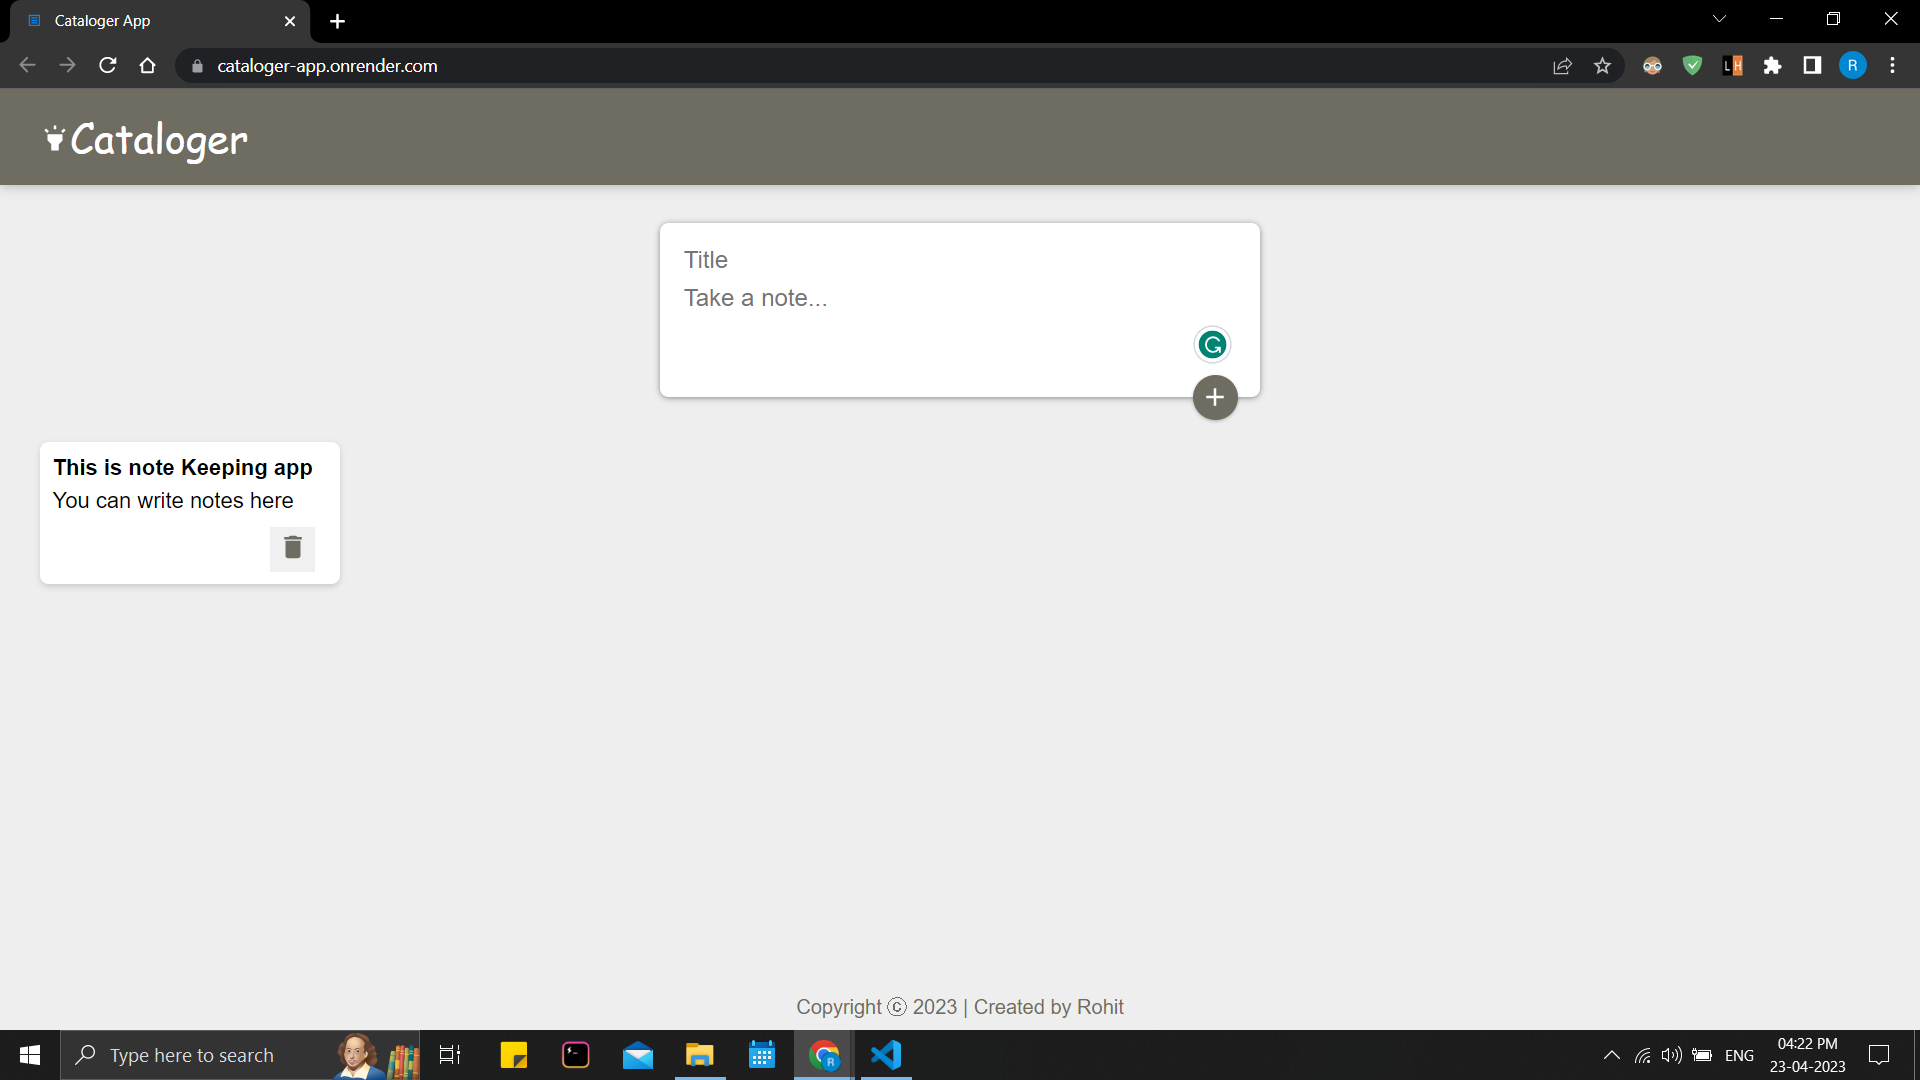 Cataloger App
cataloger-app.onrender.com
L H
R
Cataloger
Title
Take a note...
This is note Keeping app
You can write notes here
Copyright ⓒ 2023 | Created by Rohit
Type here to search
R
ENG
04:22 PM
23-04-2023